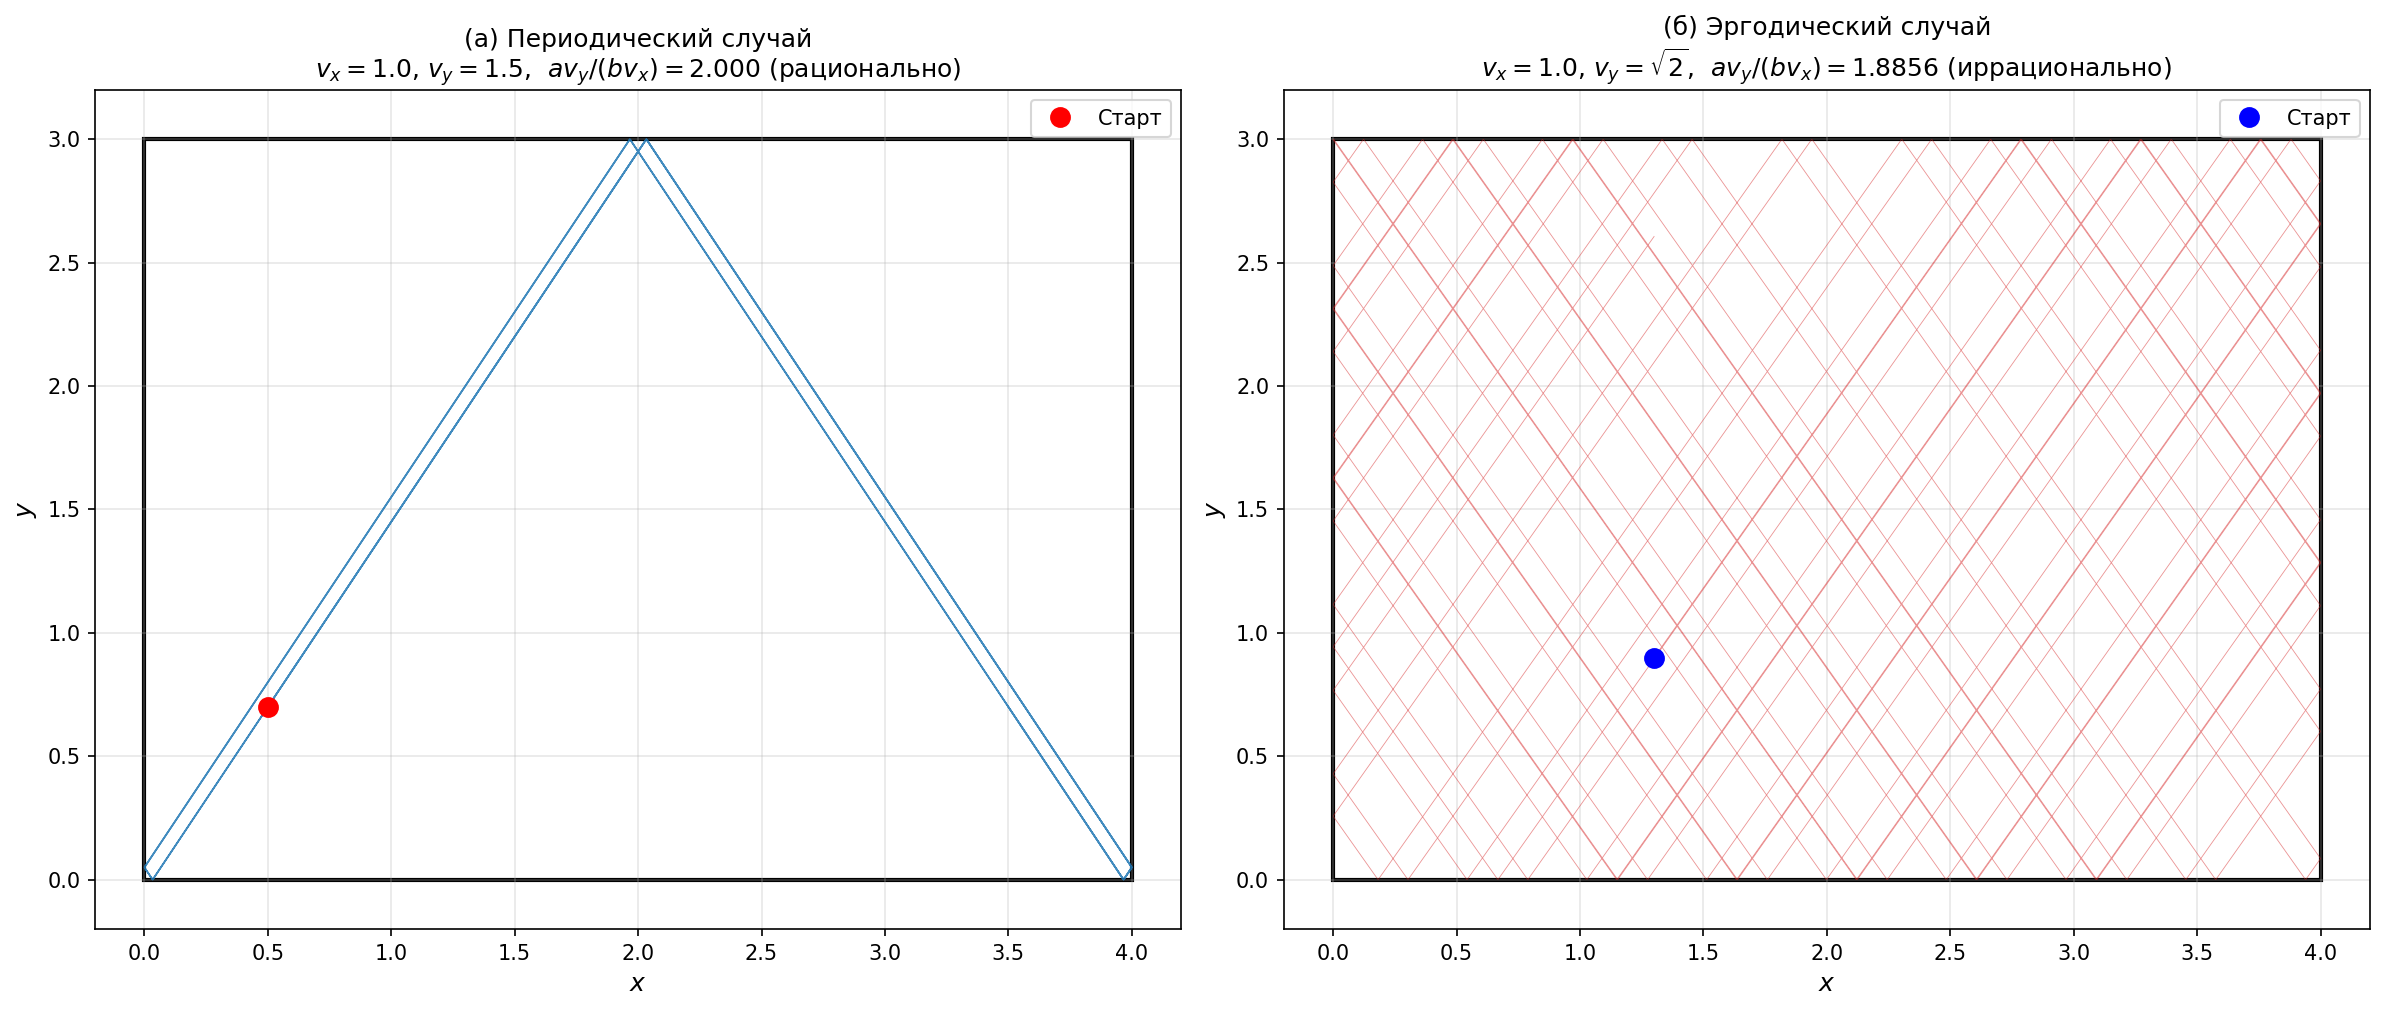 (а) Периодический случай
v_x = 1.0, v_y = 1.5, av_y/(bv_x) = 2.000 (рационально)
Старт
3.0
2.5
2.0
1.5
1.0
0.5
0.0
y
0.0 0.5 1.0 1.5 2.0 2.5 3.0 3.5 4.0
x
(б) Эргодический случай
v_x = 1.0, v_y = √2, av_y/(bv_x) = 1.8856 (иррационально)
Старт
3.0
2.5
2.0
1.5
1.0
0.5
0.0
y
0.0 0.5 1.0 1.5 2.0 2.5 3.0 3.5 4.0
x